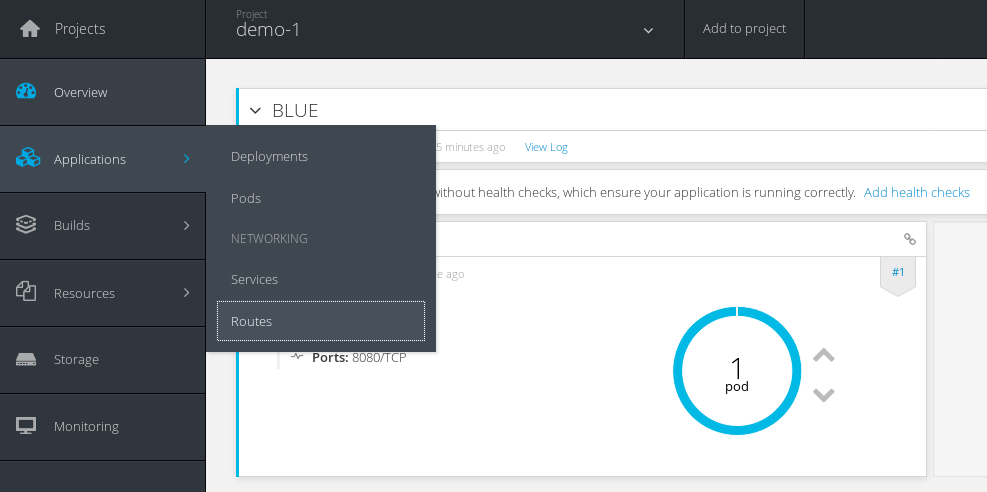 Projects
Project
demo-1
Add to project
Overview
BLUE
Applications
Deployments
5 minutes ago View Log
Pods
without health checks, which ensure your application is running correctly. Add health checks
Builds
NETWORKING
ago
#1
Services
Resources
Routes
Storage
Ports: 8080/TCP
1
pod
Monitoring